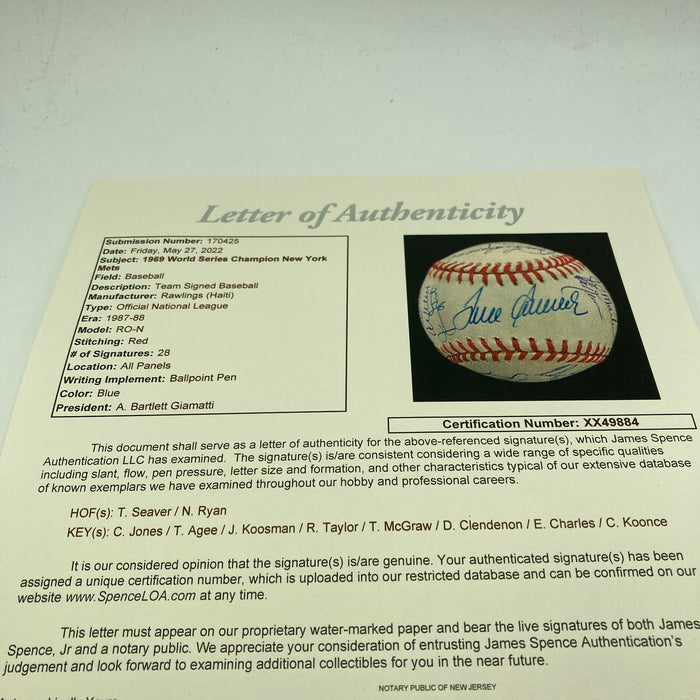 Letter of Authenticity
Submission Number: 170425
Date: Friday, May 27, 2022
Subject: 1969 World Series Champion New York
Mets
Field: Baseball
Description: Team Signed Baseball
Manufacturer: Rawlings (Haiti)
Type: Official National League
Era: 1987-88
Model: RO-N
Stitching: Red
# of Signatures: 28
Location: All Panels
Writing Implement: Ballpoint Pen
Color: Blue
President: A. Bartlett Giamatti
Tom Seaver
Certification Number: XX49884
This document shall serve as a letter of authenticity for the above-referenced signature(s), which James Spence
Authentication LLC has examined. The signature(s) is/are consistent considering a wide range of specific qualities
including slant, flow, pen pressure, letter size and formation, and other characteristics typical of our extensive database
of known exemplars we have examined throughout our hobby and professional careers.
HOF(s): T. Seaver / N. Ryan
KEY(s): C. Jones / T. Agee / J. Koosman / R. Taylor / T. McGraw / D. Clendenon / E. Charles / C. Koonce
It is our considered opinion that the signature(s) is/are genuine. Your authenticated signature(s) has been
assigned a unique certification number, which is uploaded into our restricted database and can be confirmed on our
website www.SpenceLOA.com at any time.
This letter must appear on our proprietary water-marked paper and bear the live signatures of both James
Spence, Jr and a notary public. We appreciate your consideration of entrusting James Spence Authentication's
judgement and look forward to examining additional collectibles for you in the near future.
NOTARY PUBLIC OF NEW JERSEY